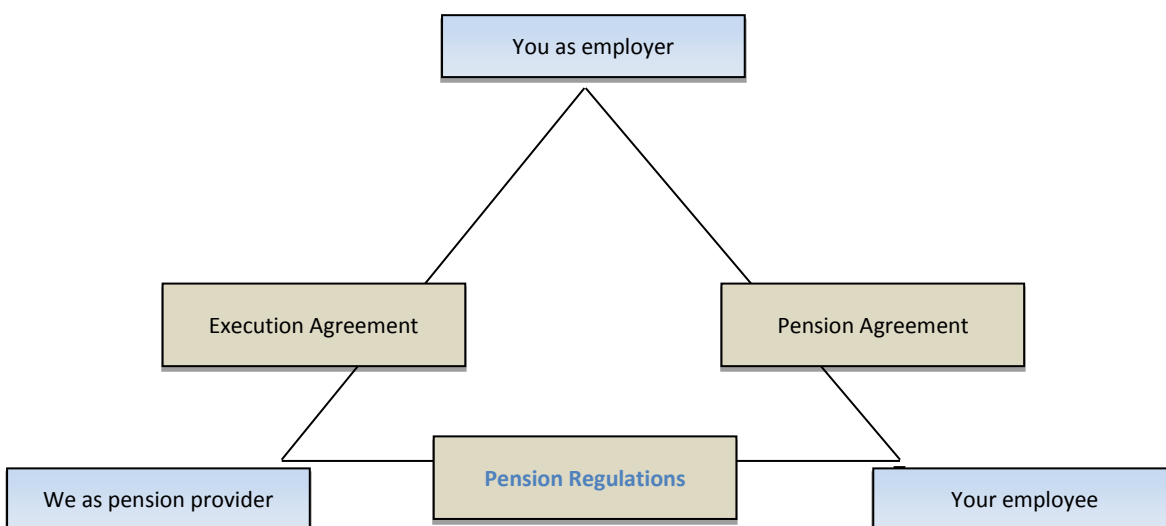 You as employer
Execution Agreement
Pension Agreement
Pension Regulations
We as pension provider
Your employee